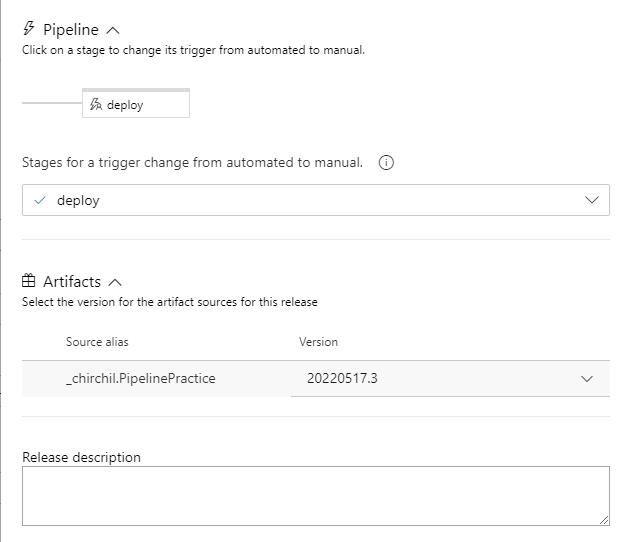 Pipeline
Click on a stage to change its trigger from automated to manual.
deploy
Stages for a trigger change from automated to manual.
deploy
Artifacts
Select the version for the artifact sources for this release
Source alias Version
_chirchil.PipelinePractice 20220517.3
Release description